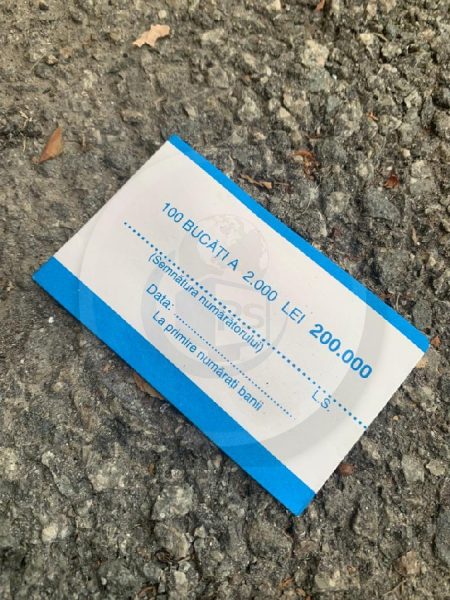 100 BUCĂȚI A 2.000 LEI 200.000
........................................
(Semnătura numărătorului) L.S.
Data: ........................................
La primire numărați banii